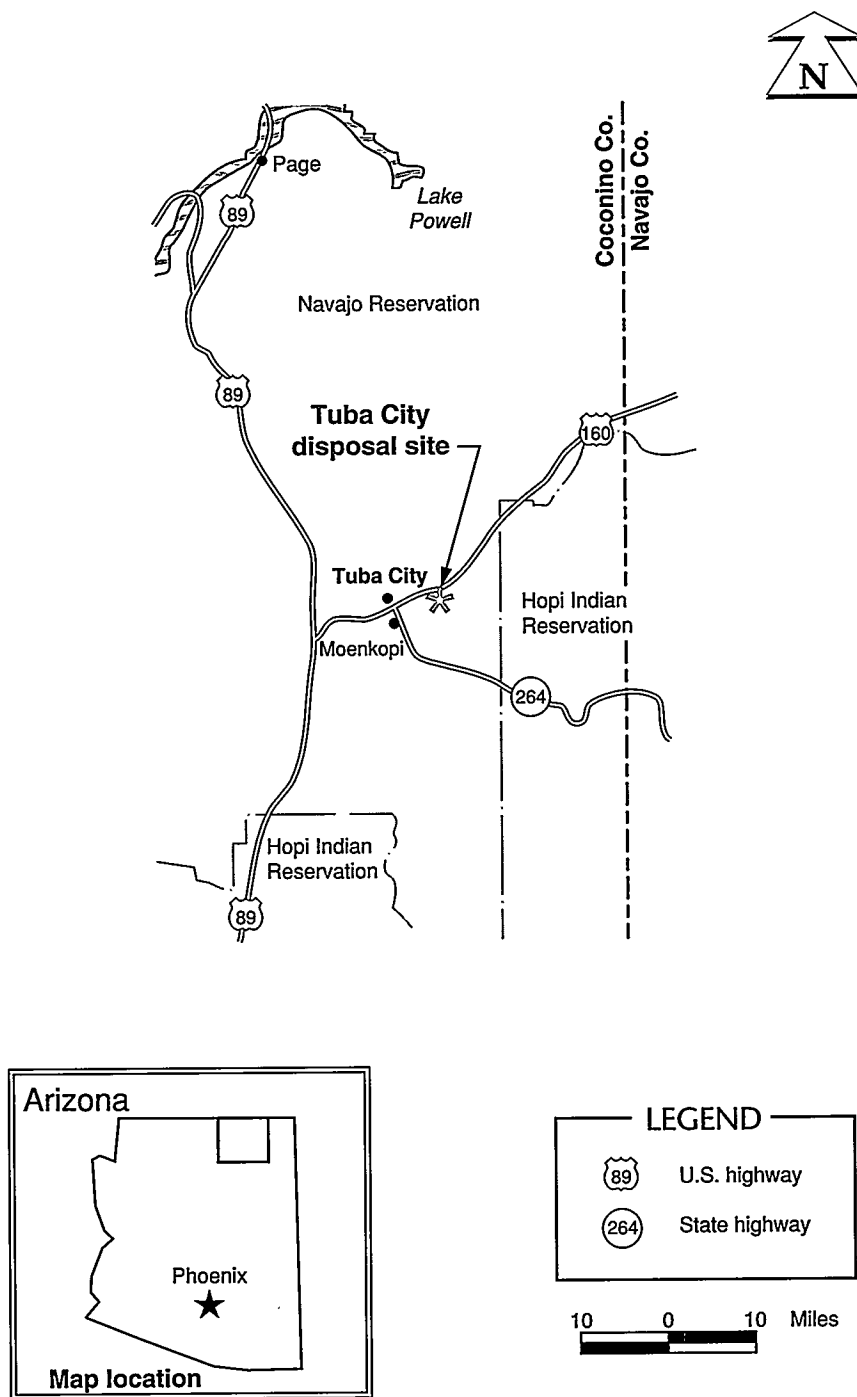 N
Page
89
Lake
Powell
Coconino Co.
Navajo Co.
Navajo Reservation
89
Tuba City
disposal site
160
Tuba City
Moenkopi
Hopi Indian
Reservation
264
Hopi Indian
Reservation
89
Arizona
Phoenix
Map location
LEGEND
89 U.S. highway
264 State highway
10 0 10 Miles